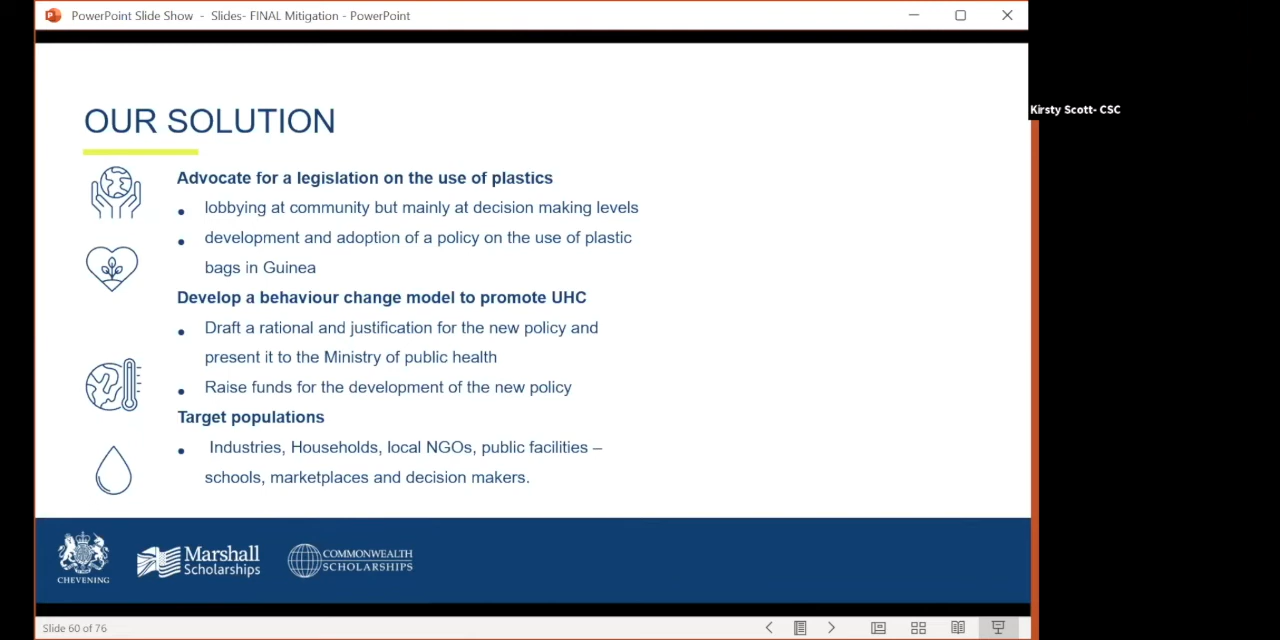 PowerPoint Slide Show - Slides- FINAL Mitigation - PowerPoint
Kirsty Scott- CSC
OUR SOLUTION
Advocate for a legislation on the use of plastics
• lobbying at community but mainly at decision making levels
• development and adoption of a policy on the use of plastic
bags in Guinea
Develop a behaviour change model to promote UHC
• Draft a rational and justification for the new policy and
present it to the Ministry of public health
• Raise funds for the development of the new policy
Target populations
• Industries, Households, local NGOs, public facilities –
schools, marketplaces and decision makers.
CHEVENING
Marshall
Scholarships
COMMONWEALTH
SCHOLARSHIPS
Slide 60 of 76